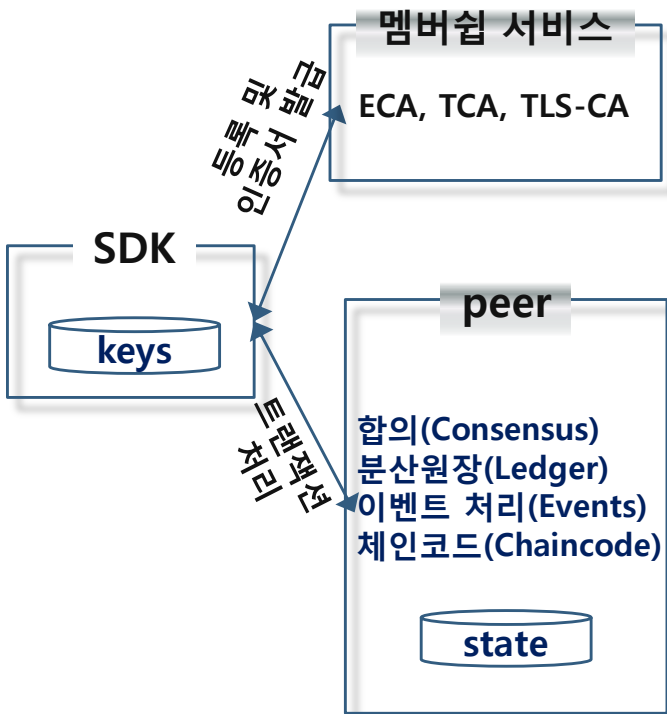 멤버쉽 서비스
ECA, TCA, TLS-CA
등록 및
인증서 발급
SDK
keys
트랜잭션
처리
peer
합의(Consensus)
분산원장(Ledger)
이벤트 처리(Events)
체인코드(Chaincode)
state